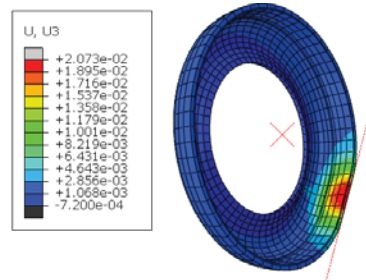 U, U3
+2.073e-02
+1.895e-02
+1.716e-02
+1.537e-02
+1.358e-02
+1.179e-02
+1.001e-02
+8.219e-03
+6.431e-03
+4.643e-03
+2.856e-03
+1.068e-03
-7.200e-04